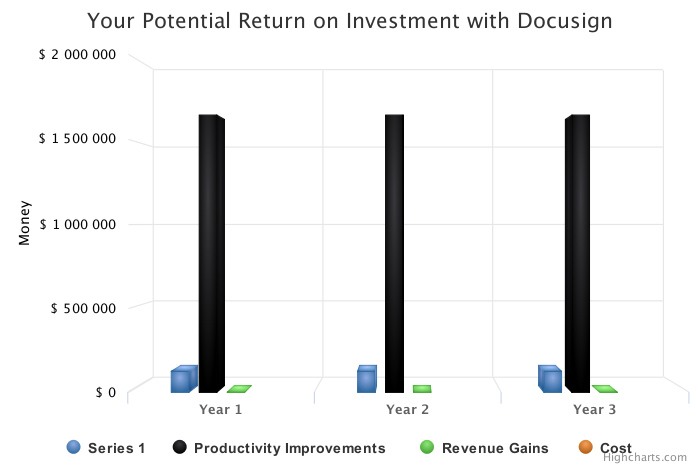 Your Potential Return on Investment with Docusign
$ 2 000 000
$ 1 500 000
$ 1 000 000
$ 500 000
$ 0
Money
Year 1
Year 2
Year 3
Series 1
Productivity Improvements
Revenue Gains
Cost
Highcharts.com